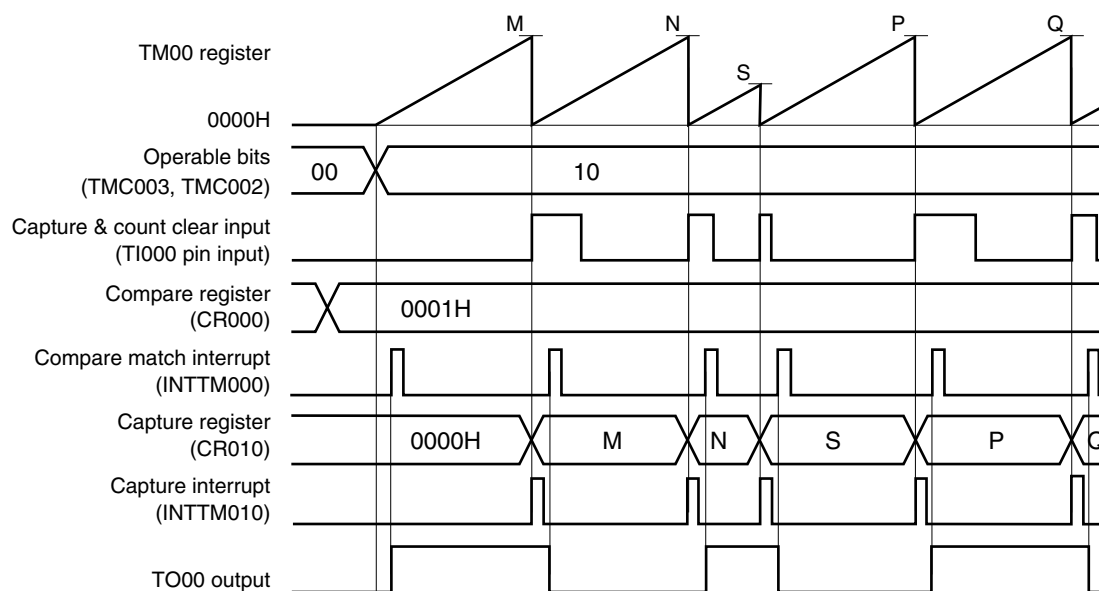 M N S P Q
TM00 register
0000H
Operable bits
(TMC003, TMC002)
00 10
Capture & count clear input
(TI000 pin input)
Compare register
(CR000)
0001H
Compare match interrupt
(INTTM000)
Capture register
(CR010)
0000H M N S P Q
Capture interrupt
(INTTM010)
TO00 output